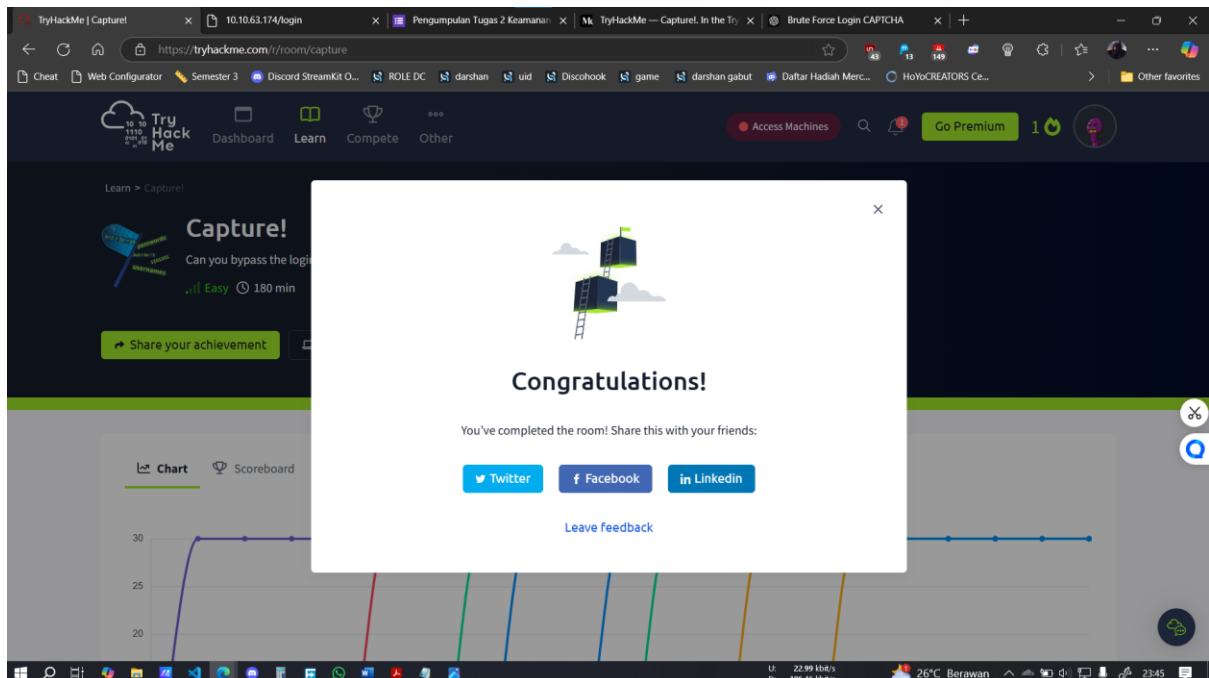 TryHackMe | Capture!
10.10.63.174/login
Pengumpulan Tugas 2 Keamanan
TryHackMe — Capture!. In the Try
Brute Force Login CAPTCHA
https://tryhackme.com/r/room/capture
43
13
149
Cheat
Web Configurator
Semester 3
Discord StreamKit O...
ROLE DC
darshan
uid
Discohook
game
darshan gabut
Daftar Hadiah Merc...
HoYoCREATORS Ce...
Other favorites
Try
Hack
Me
Dashboard
Learn
Compete
Other
Access Machines
Go Premium
1
Learn > Capture!
Capture!
Can you bypass the login
Easy
180 min
Share your achievement
Congratulations!
You've completed the room! Share this with your friends:
Twitter
Facebook
in Linkedin
Leave feedback
Chart
Scoreboard
30
25
20
U: 22.99 kbit/s
26°C Berawan
23:45